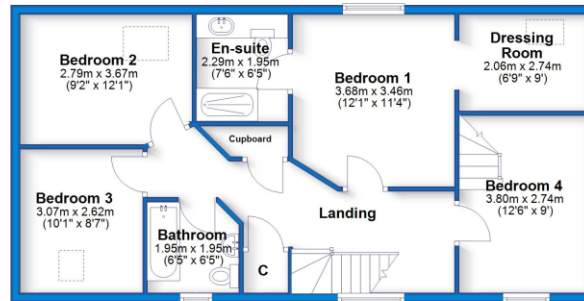 Bedroom 2
2.79m x 3.67m
(9'2" x 12'1")
En-suite
2.29m x 1.95m
(7'6" x 6'5")
Bedroom 1
3.68m x 3.46m
(12'1" x 11'4")
Dressing
Room
2.06m x 2.74m
(6'9" x 9')
Cupboard
Bedroom 3
3.07m x 2.62m
(10'1" x 8'7")
Bathroom
1.95m x 1.95m
(6'5" x 6'5")
C
Landing
Bedroom 4
3.80m x 2.74m
(12'6" x 9')